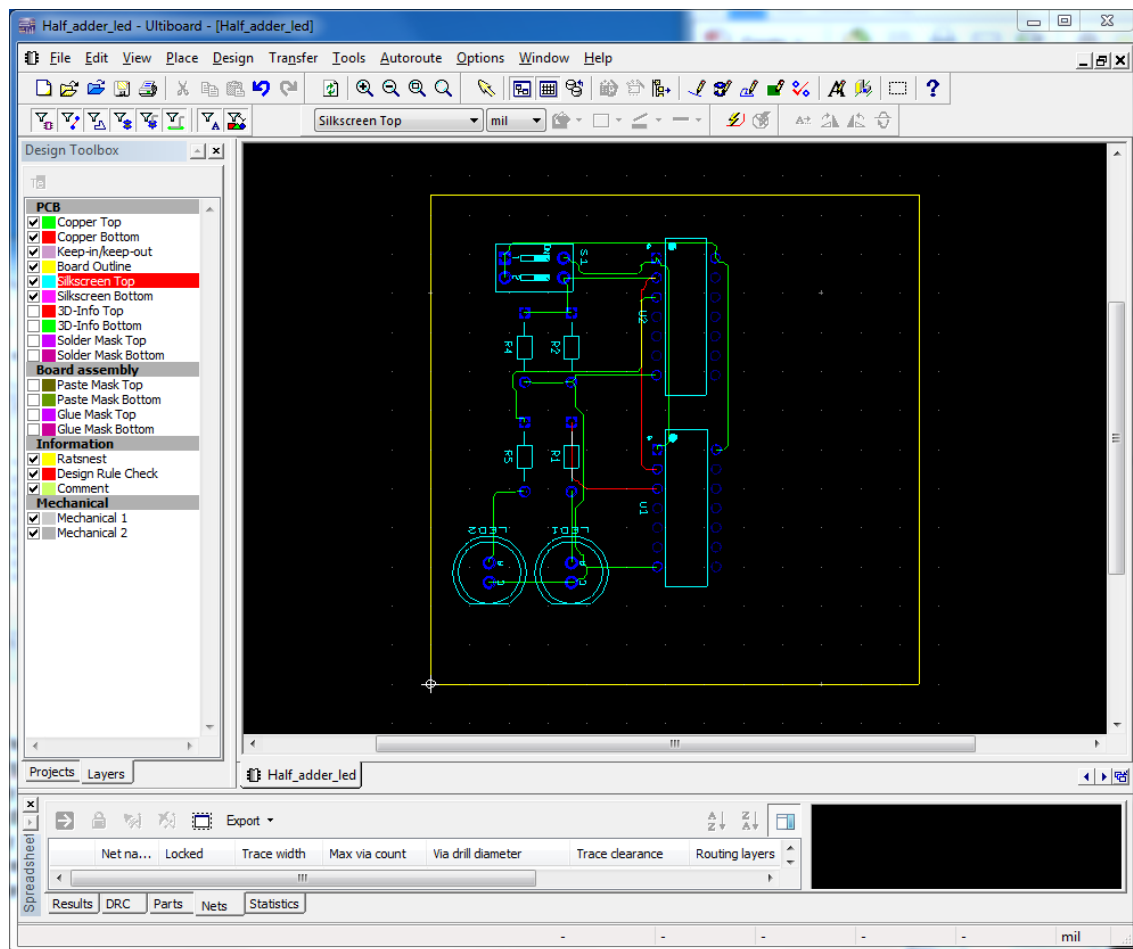 Half_adder_led - Ultiboard - [Half_adder_led]
File Edit View Place Design Transfer Tools Autoroute Options Window Help
Silkscreen Top mil
Design Toolbox
PCB
Copper Top
Copper Bottom
Keep-in/keep-out
Board Outline
Silkscreen Top
Silkscreen Bottom
3D-Info Top
3D-Info Bottom
Solder Mask Top
Solder Mask Bottom
Board assembly
Paste Mask Top
Paste Mask Bottom
Glue Mask Top
Glue Mask Bottom
Information
Ratsnest
Design Rule Check
Comment
Mechanical
Mechanical 1
Mechanical 2
Projects Layers
ON
1
2
S1
U2
R4 R2
R5 R1
U1
LED2 LED1
Half_adder_led
Spreadsheet
Export
A Z Z A
Net na... Locked Trace width Max via count Via drill diameter Trace clearance Routing layers
Results DRC Parts Nets Statistics
- - - - - mil